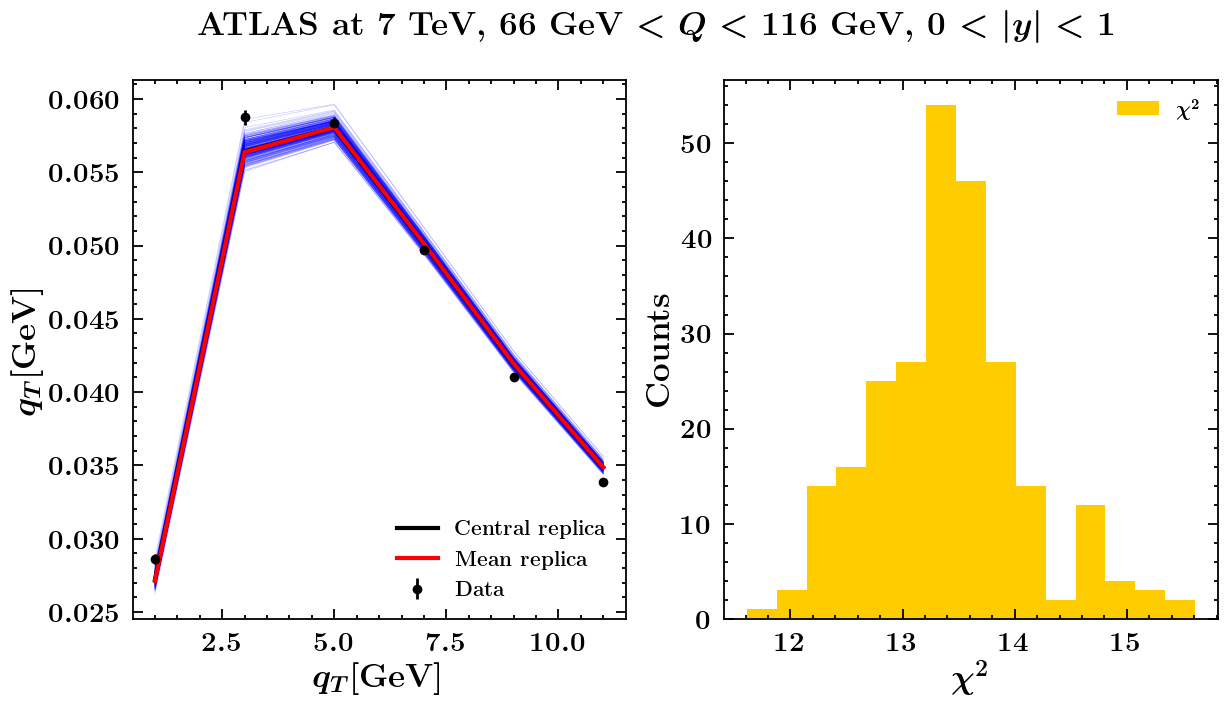 ATLAS at 7 TeV, 66 GeV < Q < 116 GeV, 0 < |y| < 1
0.060
0.055
0.050
0.045
0.040
0.035
0.030
0.025
q_T[GeV]
2.5 5.0 7.5 10.0
q_T[GeV]
Central replica
Mean replica
Data
50
40
30
20
10
0
Counts
12 13 14 15
χ²
χ²